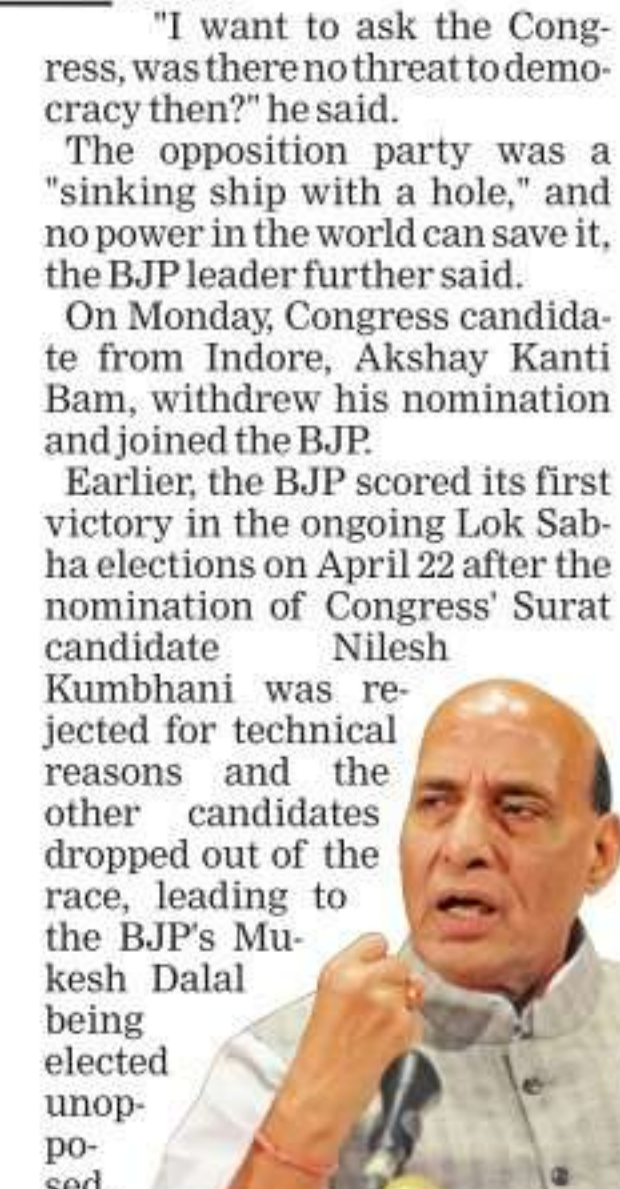 "I want to ask the Cong-
ress, was there no threat to demo-
cracy then?" he said.
The opposition party was a
"sinking ship with a hole," and
no power in the world can save it,
the BJP leader further said.
On Monday, Congress candida-
te from Indore, Akshay Kanti
Bam, withdrew his nomination
and joined the BJP.
Earlier, the BJP scored its first
victory in the ongoing Lok Sab-
ha elections on April 22 after the
nomination of Congress' Surat
candidate Nilesh
Kumbhani was re-
jected for technical
reasons and the
other candidates
dropped out of the
race, leading to
the BJP's Mu-
kesh Dalal
being
elected
unop-
po-
sed.